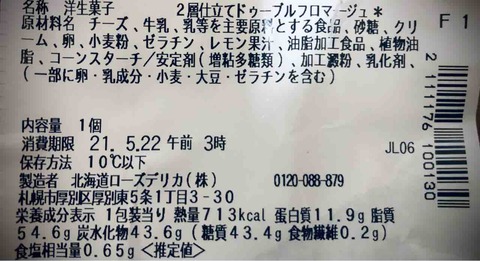 名称 洋生菓子 2層仕立てドゥーブルフロマージュ*
原材料名 チーズ、牛乳、乳等を主要原料とする食品、砂糖、クリ
ーム、卵、小麦粉、ゼラチン、レモン果汁、油脂加工食品、植物油
脂、コーンスターチ/安定剤(増粘多糖類)、加工澱粉、乳化剤、
(一部に卵・乳成分・小麦・大豆・ゼラチンを含む)
内容量 1個
消費期限 21. 5.22 午前 3時
保存方法 10℃以下
製造者 北海道ローズデリカ(株) 0120-088-879
札幌市厚別区厚別東5条1丁目3-30
栄養成分表示 1包装当り 熱量713kcal 蛋白質11.9g 脂質
54.6g 炭水化物43.6g(糖質43.4g 食物繊維0.2g)
食塩相当量0.65g <推定値>
F1
2 111176 100130
JL06